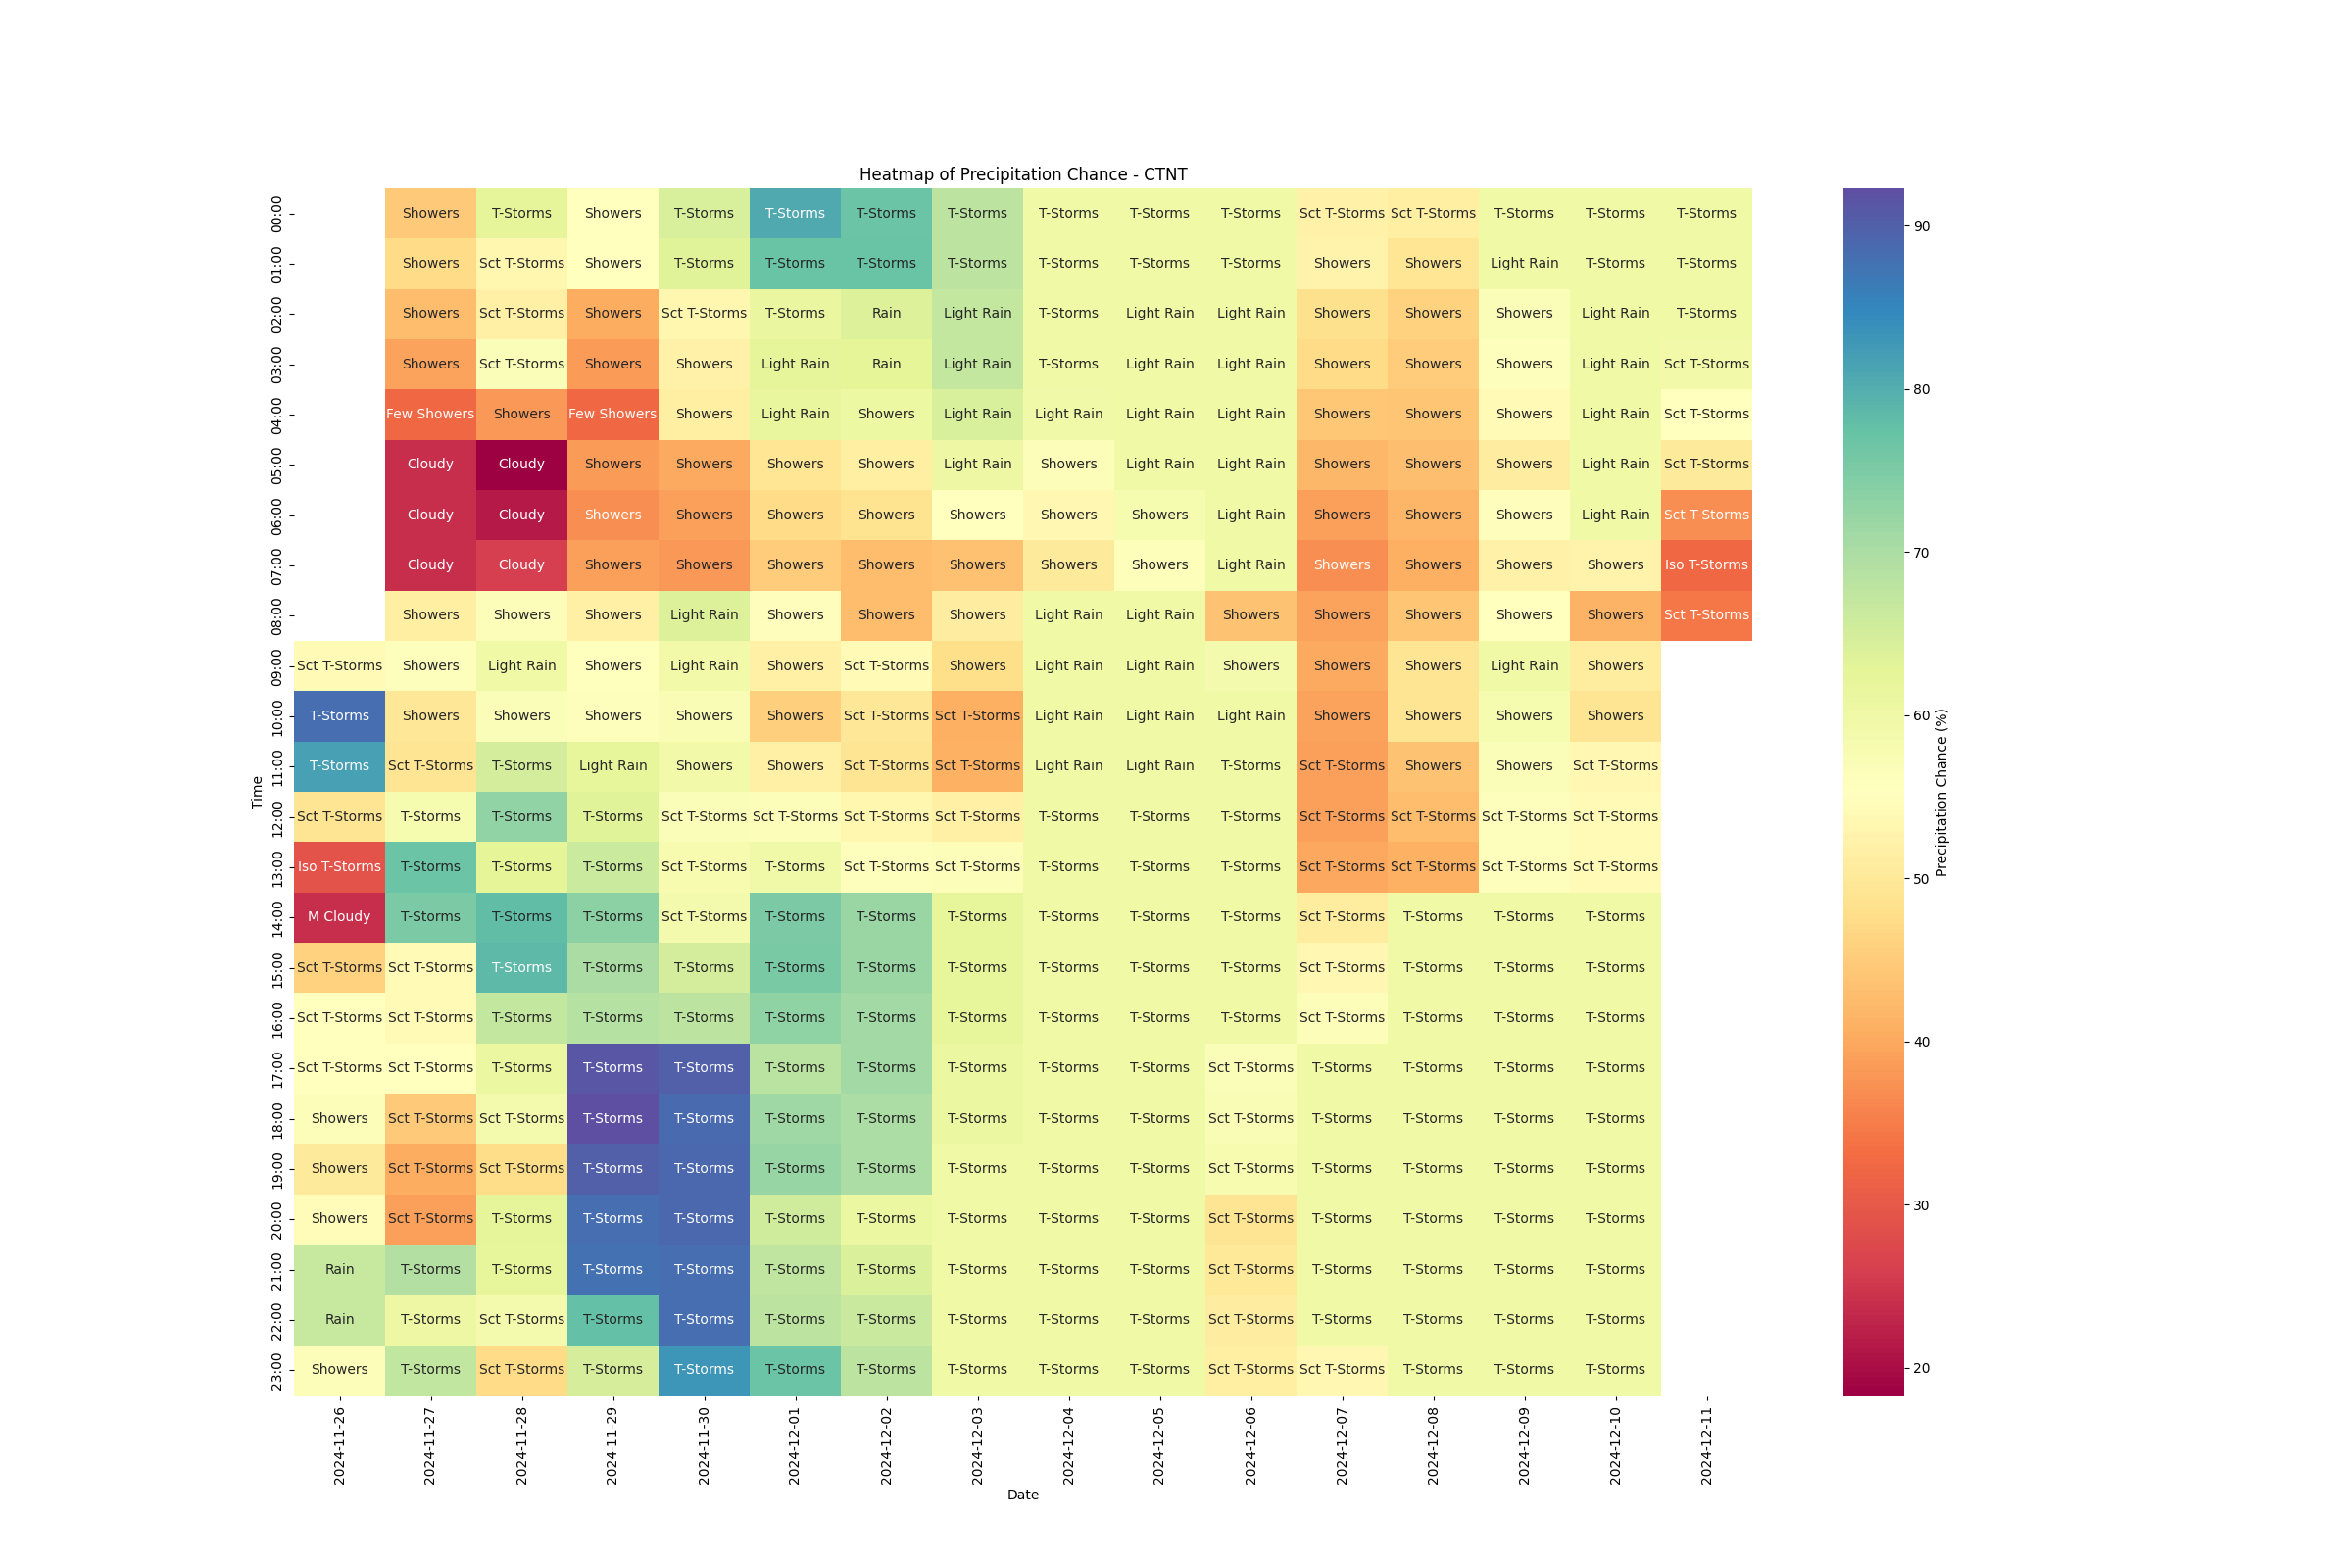 Heatmap of Precipitation Chance - CTNT
00:00 Showers T-Storms Showers T-Storms T-Storms T-Storms T-Storms T-Storms T-Storms T-Storms Sct T-Storms Sct T-Storms T-Storms T-Storms T-Storms
01:00 Showers Sct T-Storms Showers T-Storms T-Storms T-Storms T-Storms T-Storms T-Storms T-Storms Showers Showers Light Rain T-Storms T-Storms
02:00 Showers Sct T-Storms Showers Sct T-Storms T-Storms Rain Light Rain T-Storms Light Rain Light Rain Showers Showers Showers Light Rain T-Storms
03:00 Showers Sct T-Storms Showers Showers Light Rain Rain Light Rain T-Storms Light Rain Light Rain Showers Showers Showers Light Rain Sct T-Storms
04:00 Few Showers Showers Few Showers Showers Light Rain Showers Light Rain Light Rain Light Rain Light Rain Showers Showers Showers Light Rain Sct T-Storms
05:00 Cloudy Cloudy Showers Showers Showers Showers Light Rain Showers Light Rain Light Rain Showers Showers Showers Light Rain Sct T-Storms
06:00 Cloudy Cloudy Showers Showers Showers Showers Showers Showers Showers Light Rain Showers Showers Showers Light Rain Sct T-Storms
07:00 Cloudy Cloudy Showers Showers Showers Showers Showers Showers Showers Light Rain Showers Showers Showers Showers Iso T-Storms
08:00 Showers Showers Showers Light Rain Showers Showers Showers Light Rain Light Rain Showers Showers Showers Showers Showers Sct T-Storms
09:00 Sct T-Storms Showers Light Rain Showers Light Rain Showers Sct T-Storms Showers Light Rain Light Rain Showers Showers Showers Light Rain Showers
10:00 T-Storms Showers Showers Showers Showers Showers Sct T-Storms Sct T-Storms Light Rain Light Rain Light Rain Showers Showers Showers Showers
11:00 T-Storms Sct T-Storms T-Storms Light Rain Showers Showers Sct T-Storms Sct T-Storms Light Rain Light Rain T-Storms Sct T-Storms Showers Showers Sct T-Storms
12:00 Sct T-Storms T-Storms T-Storms T-Storms Sct T-Storms Sct T-Storms Sct T-Storms Sct T-Storms T-Storms T-Storms T-Storms Sct T-Storms Sct T-Storms Sct T-Storms Sct T-Storms
13:00 Iso T-Storms T-Storms T-Storms T-Storms Sct T-Storms T-Storms Sct T-Storms Sct T-Storms T-Storms T-Storms T-Storms Sct T-Storms Sct T-Storms Sct T-Storms Sct T-Storms
14:00 M Cloudy T-Storms T-Storms T-Storms Sct T-Storms T-Storms T-Storms T-Storms T-Storms T-Storms T-Storms Sct T-Storms T-Storms T-Storms T-Storms
15:00 Sct T-Storms Sct T-Storms T-Storms T-Storms T-Storms T-Storms T-Storms T-Storms T-Storms T-Storms T-Storms Sct T-Storms T-Storms T-Storms T-Storms
16:00 Sct T-Storms Sct T-Storms T-Storms T-Storms T-Storms T-Storms T-Storms T-Storms T-Storms T-Storms T-Storms Sct T-Storms T-Storms T-Storms T-Storms
17:00 Sct T-Storms Sct T-Storms T-Storms T-Storms T-Storms T-Storms T-Storms T-Storms T-Storms T-Storms Sct T-Storms T-Storms T-Storms T-Storms T-Storms
18:00 Showers Sct T-Storms Sct T-Storms T-Storms T-Storms T-Storms T-Storms T-Storms T-Storms T-Storms Sct T-Storms T-Storms T-Storms T-Storms T-Storms
19:00 Showers Sct T-Storms Sct T-Storms T-Storms T-Storms T-Storms T-Storms T-Storms T-Storms T-Storms Sct T-Storms T-Storms T-Storms T-Storms T-Storms
20:00 Showers Sct T-Storms T-Storms T-Storms T-Storms T-Storms T-Storms T-Storms T-Storms T-Storms Sct T-Storms T-Storms T-Storms T-Storms T-Storms
21:00 Rain T-Storms T-Storms T-Storms T-Storms T-Storms T-Storms T-Storms T-Storms T-Storms Sct T-Storms T-Storms T-Storms T-Storms T-Storms
22:00 Rain T-Storms Sct T-Storms T-Storms T-Storms T-Storms T-Storms T-Storms T-Storms T-Storms Sct T-Storms T-Storms T-Storms T-Storms T-Storms
23:00 Showers T-Storms Sct T-Storms T-Storms T-Storms T-Storms T-Storms T-Storms T-Storms T-Storms Sct T-Storms Sct T-Storms T-Storms T-Storms T-Storms
Time
2024-11-26 2024-11-27 2024-11-28 2024-11-29 2024-11-30 2024-12-01 2024-12-02 2024-12-03 2024-12-04 2024-12-05 2024-12-06 2024-12-07 2024-12-08 2024-12-09 2024-12-10 2024-12-11
Date
90
80
70
60
50
40
30
20
Precipitation Chance (%)